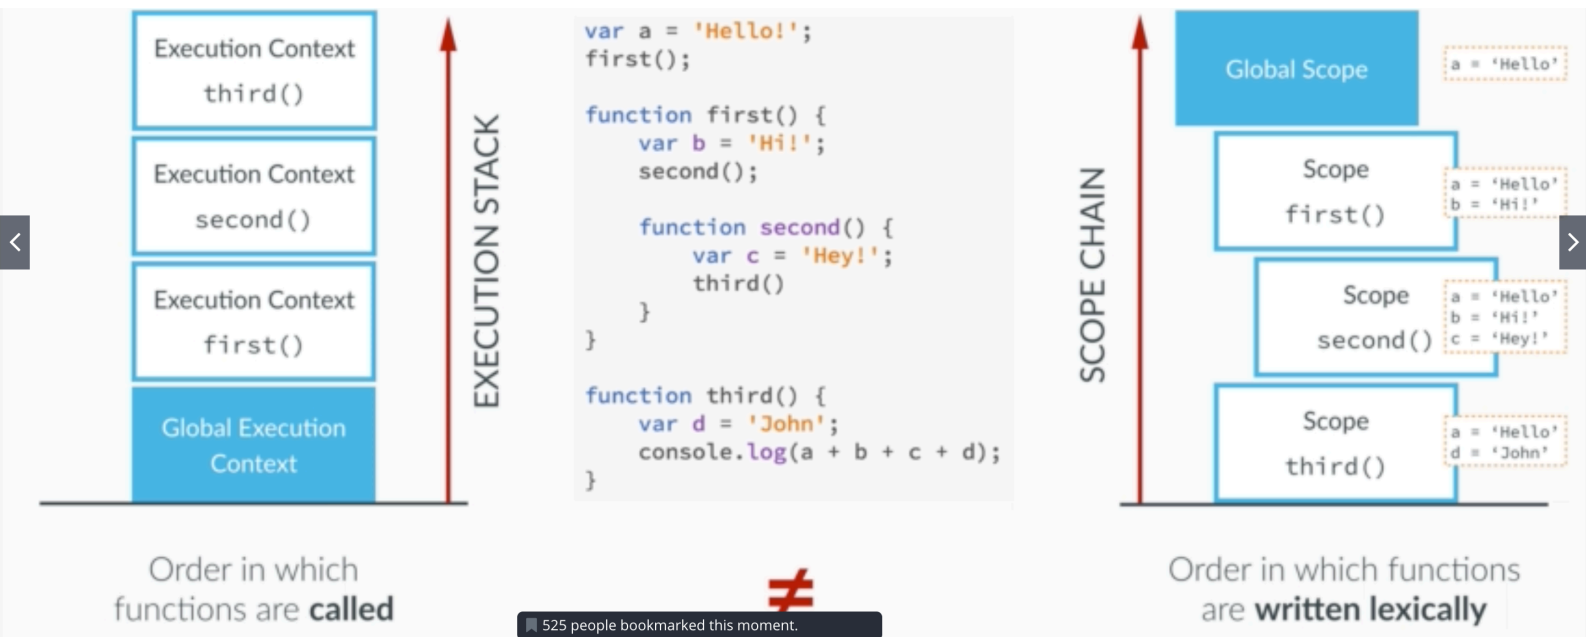 Execution Context
third()
Execution Context
second()
Execution Context
first()
Global Execution
Context
EXECUTION STACK
Order in which
functions are called
var a = 'Hello!';
first();
function first() {
var b = 'Hi!';
second();
function second() {
var c = 'Hey!';
third()
}
}
function third() {
var d = 'John';
console.log(a + b + c + d);
}
≠
525 people bookmarked this moment.
SCOPE CHAIN
Global Scope
a = ‘Hello’
Scope
first()
a = ‘Hello’
b = ‘Hi!’
Scope
second()
a = ‘Hello’
b = ‘Hi!’
c = ‘Hey!’
Scope
third()
a = ‘Hello’
d = ‘John’
Order in which functions
are written lexically